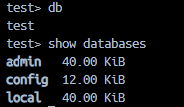 test> db
test
test> show databases
admin   40.00 KiB
config  12.00 KiB
local   40.00 KiB